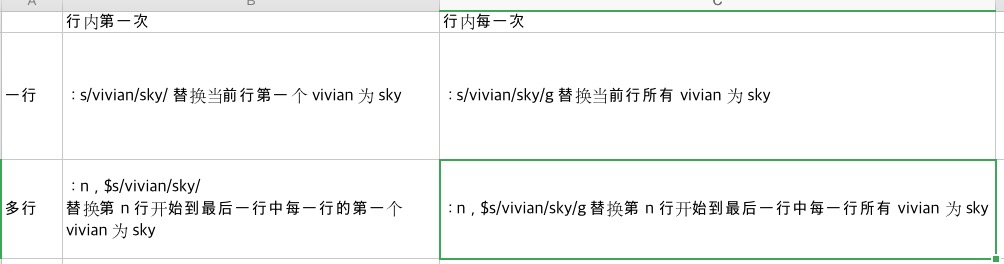 A B C
行内第一次 行内每一次
一行 ：s/vivian/sky/ 替换当前行第一个 vivian 为 sky ：s/vivian/sky/g 替换当前行所有 vivian 为 sky
：n，$s/vivian/sky/
多行 替换第 n 行开始到最后一行中每一行的第一个 ：n，$s/vivian/sky/g 替换第 n 行开始到最后一行中每一行所有 vivian 为 sky
vivian 为 sky